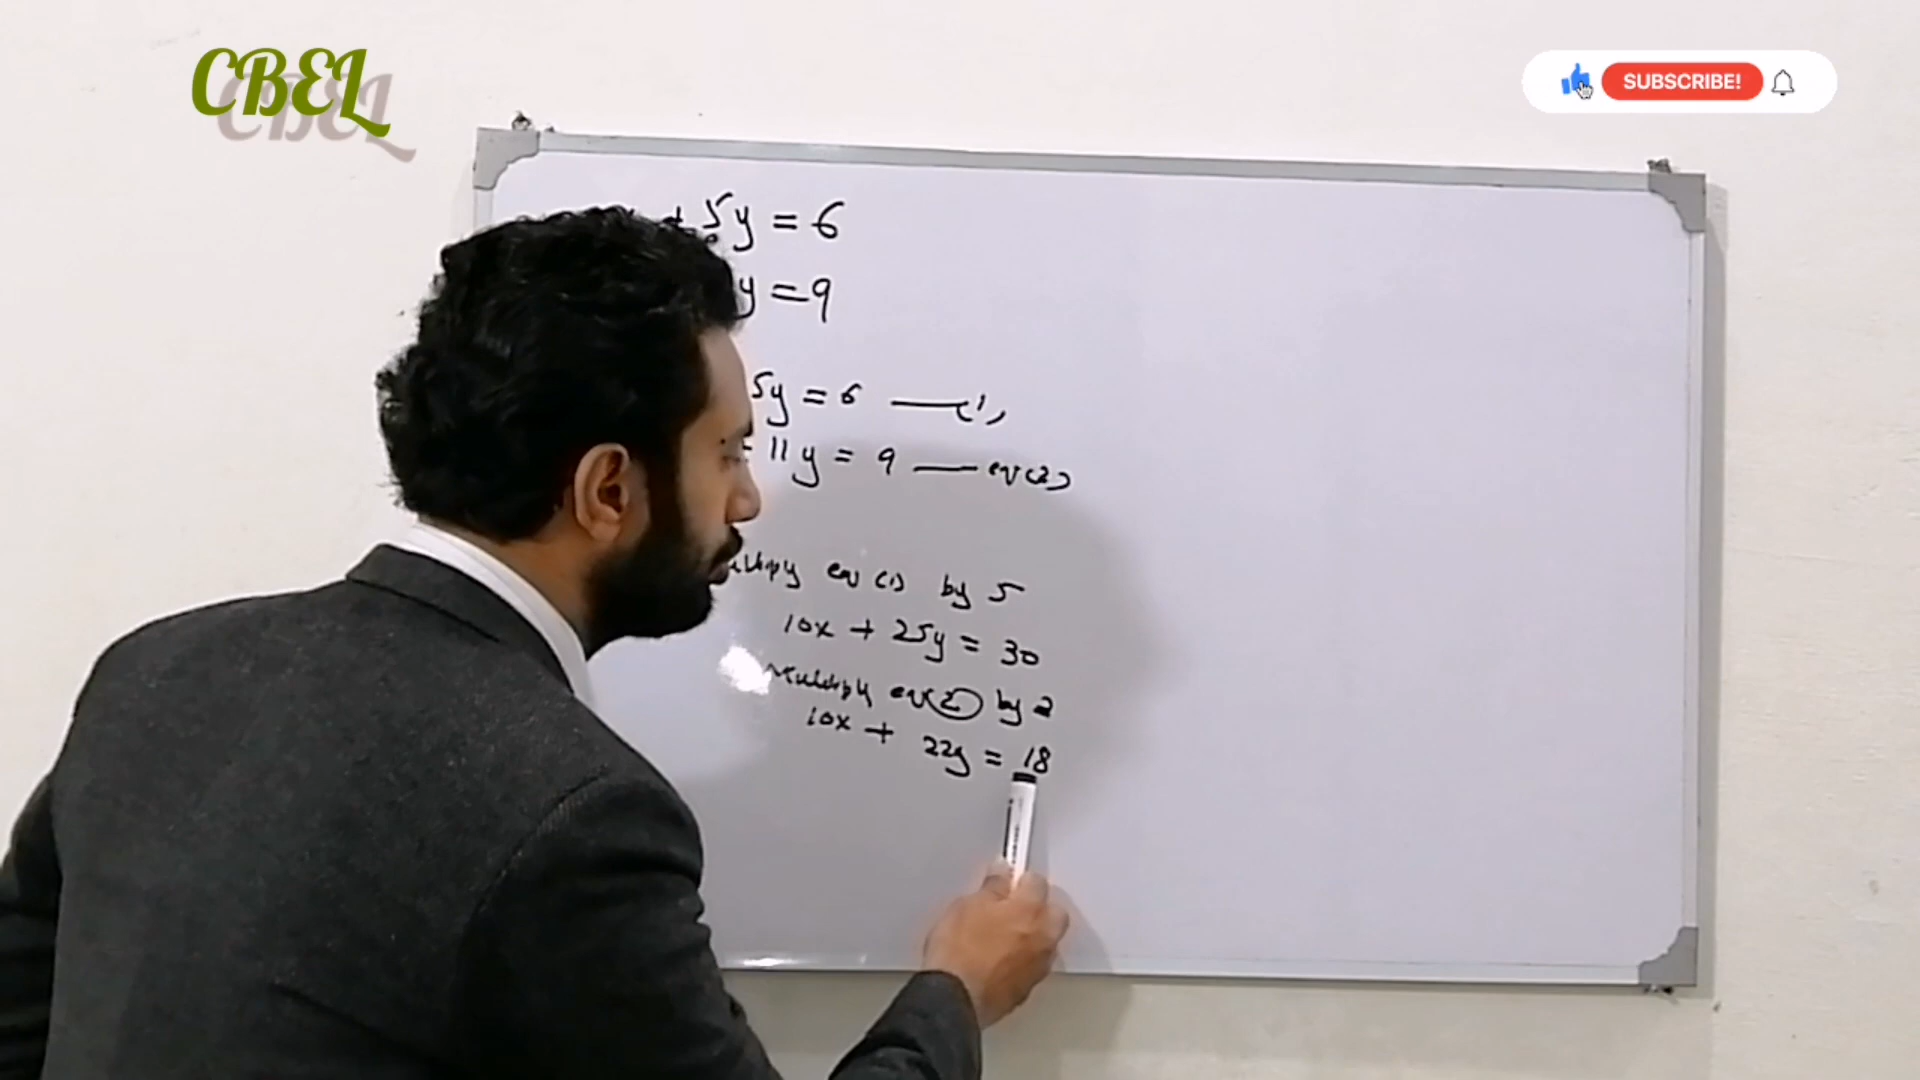 CBEL
SUBSCRIBE!
+ 5y = 6
y = 9
5y = 6 —(1)
11y = 9 — eq(2)
eq (1) by 5
10x + 25y = 30
Multiply eq(2) by 2
10x + 22y = 18